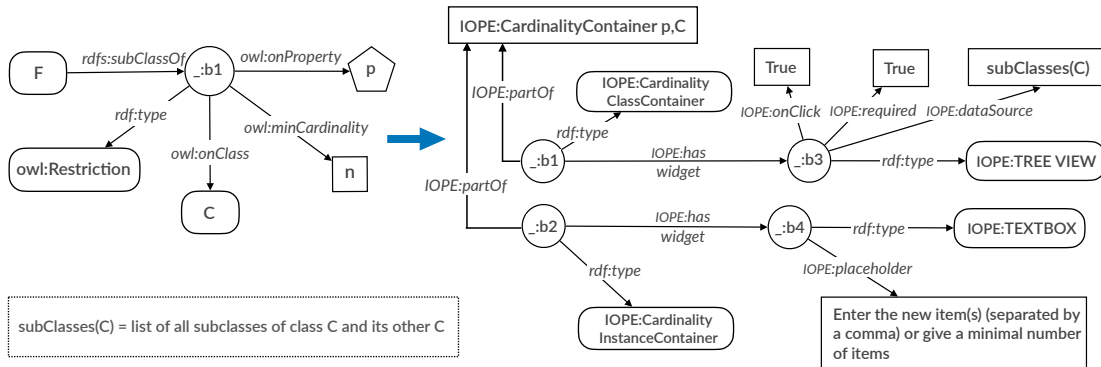 F
rdfs:subClassOf
_:b1
owl:onProperty
p
rdf:type
owl:minCardinality
owl:onClass
owl:Restriction
n
C
IOPE:CardinalityContainer p,C
IOPE:partOf
IOPE:Cardinality
ClassContainer
rdf:type
True
True
subClasses(C)
IOPE:onClick
IOPE:required
IOPE:dataSource
_:b1
IOPE:has
widget
_:b3
rdf:type
IOPE:TREE VIEW
IOPE:partOf
_:b2
IOPE:has
widget
_:b4
rdf:type
IOPE:TEXTBOX
rdf:type
IOPE:placeholder
IOPE:Cardinality
InstanceContainer
Enter the new item(s) (separated by
a comma) or give a minimal number
of items
subClasses(C) = list of all subclasses of class C and its other C